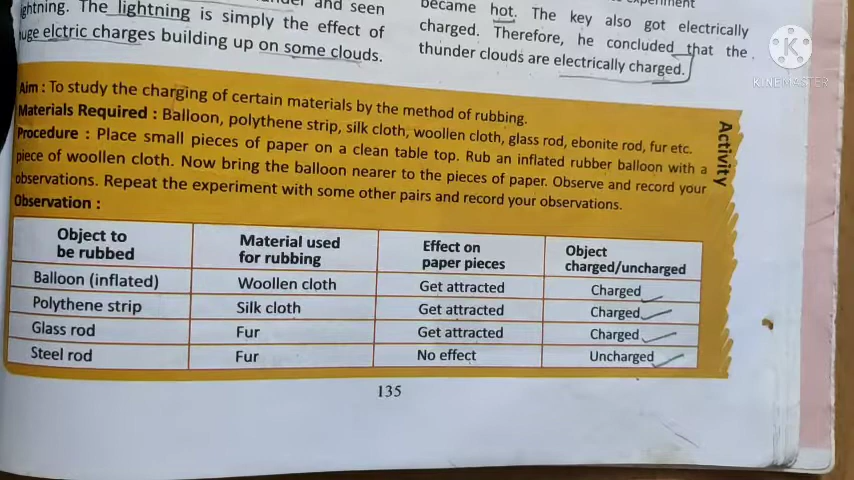 ghtning. The lightning is simply the effect of
huge elctric charges building up on some clouds.
became hot. The key also got electrically
charged. Therefore, he concluded that the
thunder clouds are electrically charged.
KINEMASTER
Aim : To study the charging of certain materials by the method of rubbing.
Materials Required : Balloon, polythene strip, silk cloth, woollen cloth, glass rod, ebonite rod, fur etc.
Procedure : Place small pieces of paper on a clean table top. Rub an inflated rubber balloon with a
piece of woollen cloth. Now bring the balloon nearer to the pieces of paper. Observe and record your
observations. Repeat the experiment with some other pairs and record your observations.
Observation :
Activity
Object to be rubbed Material used for rubbing Effect on paper pieces Object charged/uncharged
Balloon (inflated) Woollen cloth Get attracted Charged
Polythene strip Silk cloth Get attracted Charged
Glass rod Fur Get attracted Charged
Steel rod Fur No effect Uncharged
135